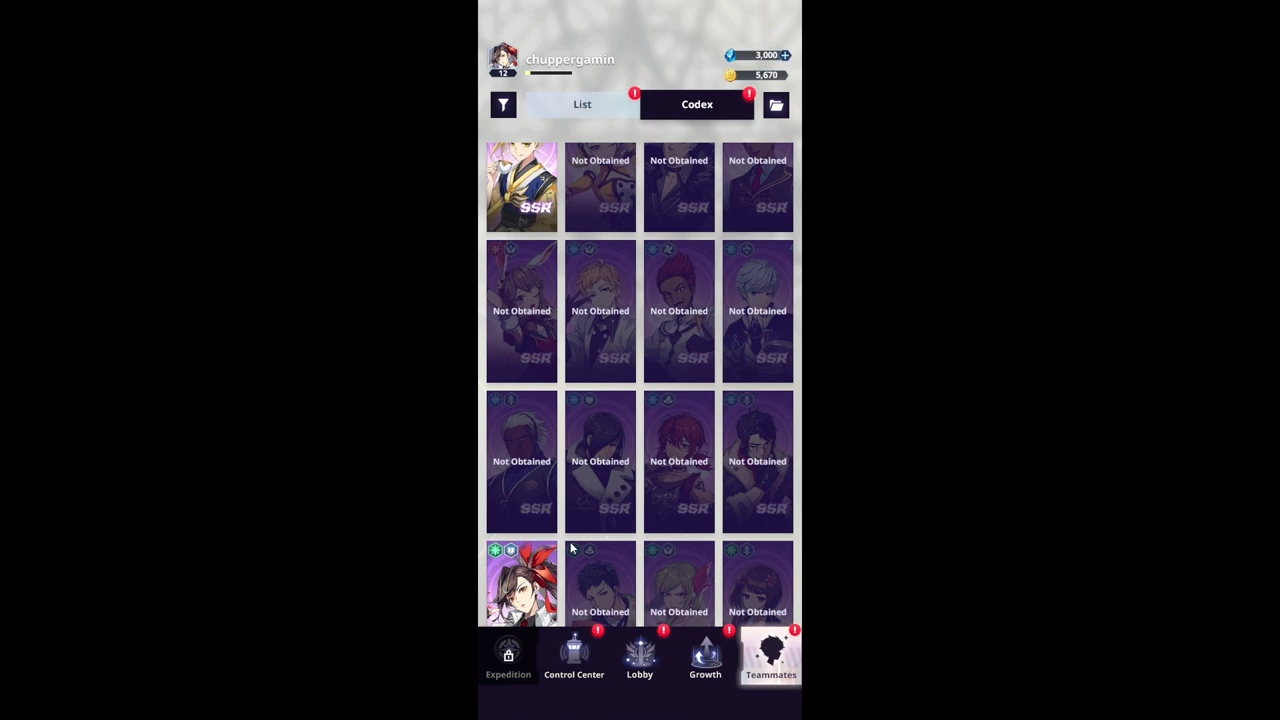 chuppergamin
12
3,000
5,670
List
Codex
SSR
Not Obtained
SSR
Not Obtained
SSR
Not Obtained
SSR
Not Obtained
SSR
Not Obtained
SSR
Not Obtained
SSR
Not Obtained
SSR
Not Obtained
SSR
Not Obtained
SSR
Not Obtained
SSR
Not Obtained
SSR
Not Obtained
Not Obtained
Not Obtained
Expedition
Control Center
Lobby
Growth
Teammates